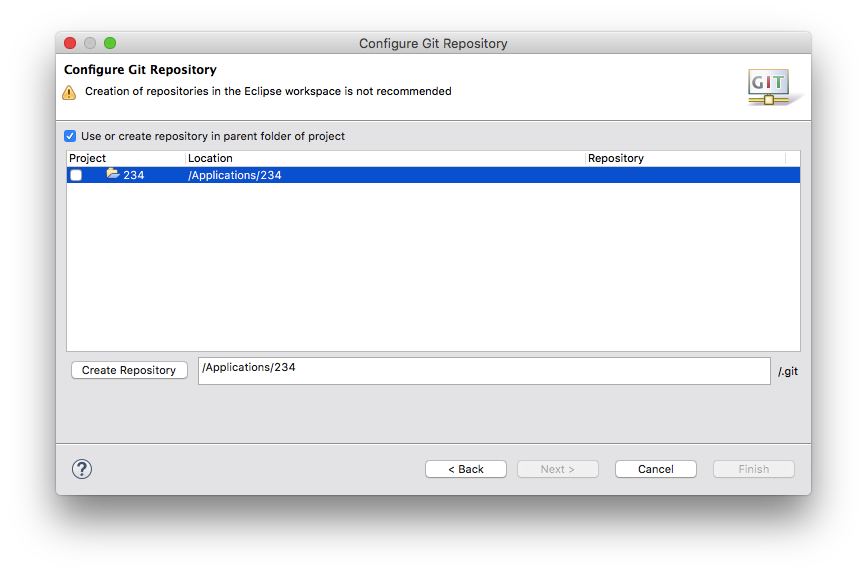 Configure Git Repository
Configure Git Repository
Creation of repositories in the Eclipse workspace is not recommended
GIT
Use or create repository in parent folder of project
Project Location Repository
234 /Applications/234
Create Repository /Applications/234 /.git
? < Back Next > Cancel Finish